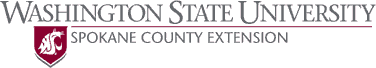 WASHINGTON STATE UNIVERSITY
SPOKANE COUNTY EXTENSION